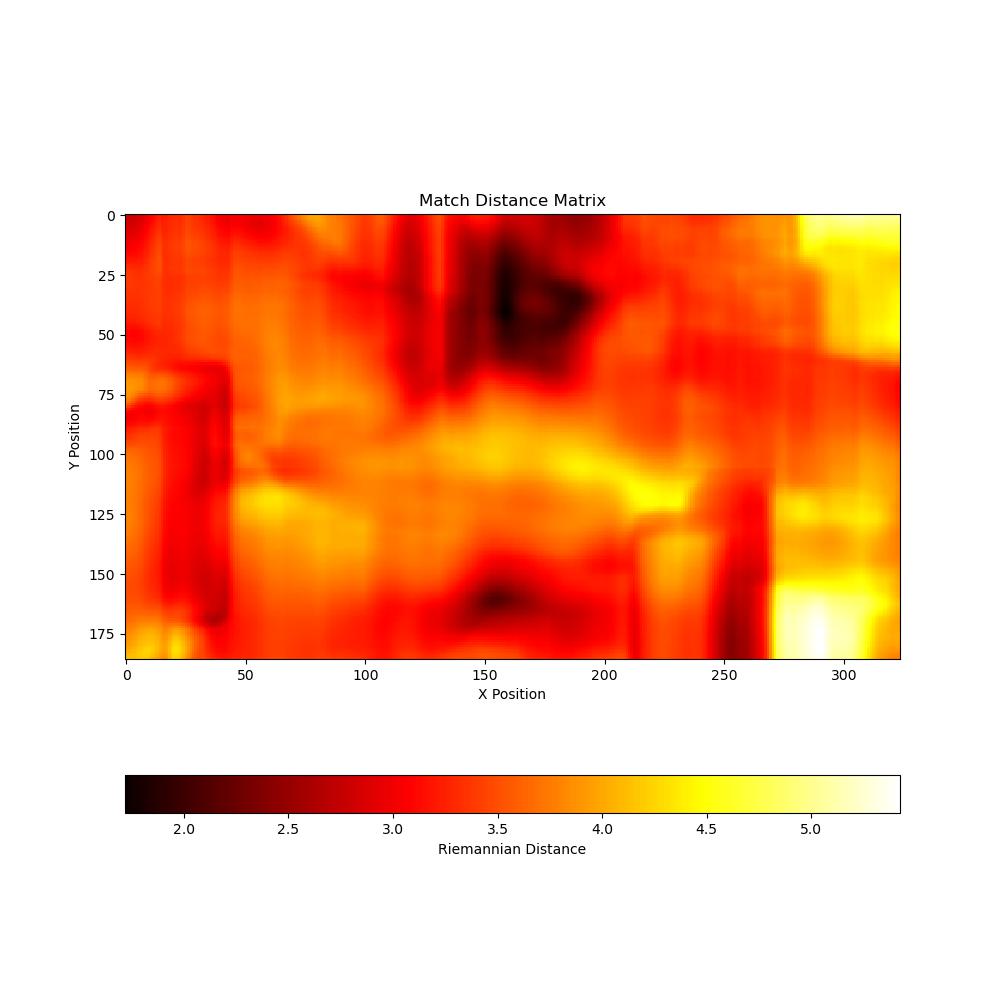 Match Distance Matrix
0
25
50
75
100
125
150
175
Y Position
0 50 100 150 200 250 300
X Position
2.0 2.5 3.0 3.5 4.0 4.5 5.0
Riemannian Distance